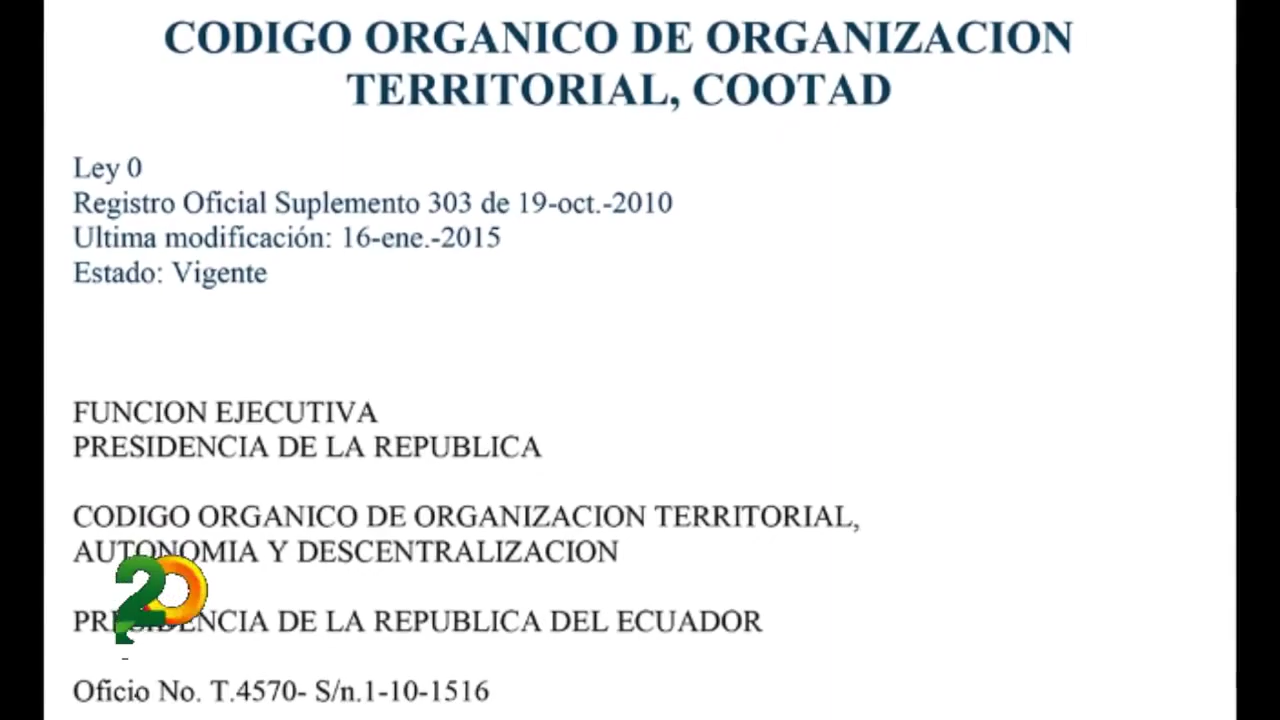 CODIGO ORGANICO DE ORGANIZACION
TERRITORIAL, COOTAD
Ley 0
Registro Oficial Suplemento 303 de 19-oct.-2010
Ultima modificación: 16-ene.-2015
Estado: Vigente
FUNCION EJECUTIVA
PRESIDENCIA DE LA REPUBLICA
CODIGO ORGANICO DE ORGANIZACION TERRITORIAL,
AUTONOMIA Y DESCENTRALIZACION
20
PRESIDENCIA DE LA REPUBLICA DEL ECUADOR
Oficio No. T.4570- S/n.1-10-1516